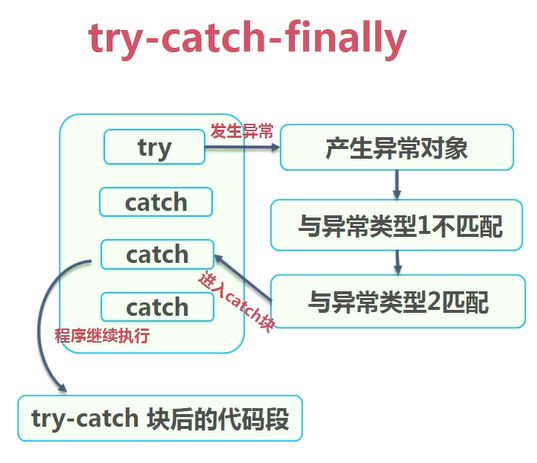 try-catch-finally
发生异常
try
产生异常对象
catch
与异常类型1不匹配
catch
进入catch块
与异常类型2匹配
catch
程序继续执行
try-catch 块后的代码段